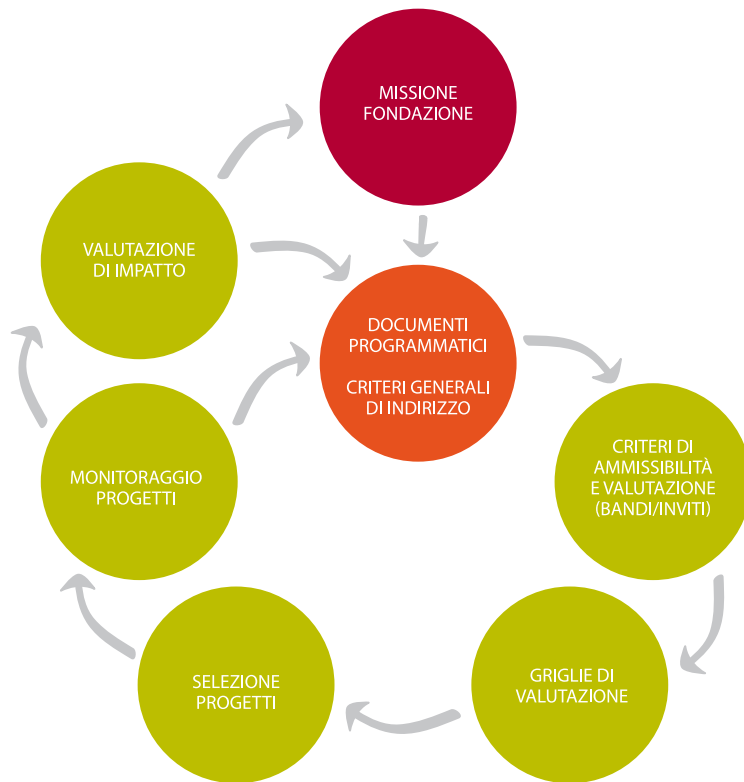 MISSIONE
FONDAZIONE
VALUTAZIONE
DI IMPATTO
DOCUMENTI
PROGRAMMATICI
CRITERI GENERALI
DI INDIRIZZO
CRITERI DI
AMMISSIBILITÀ
E VALUTAZIONE
(BANDI/INVITI)
MONITORAGGIO
PROGETTI
SELEZIONE
PROGETTI
GRIGLIE DI
VALUTAZIONE